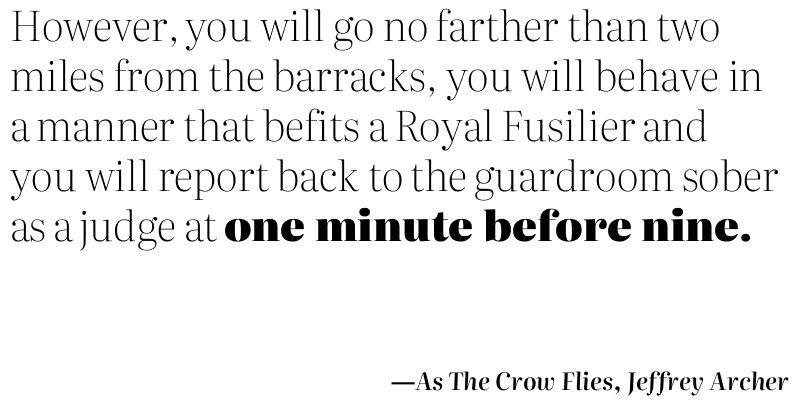 However, you will go no farther than two
miles from the barracks, you will behave in
a manner that befits a Royal Fusilier and
you will report back to the guardroom sober
as a judge at one minute before nine.
—As The Crow Flies, Jeffrey Archer